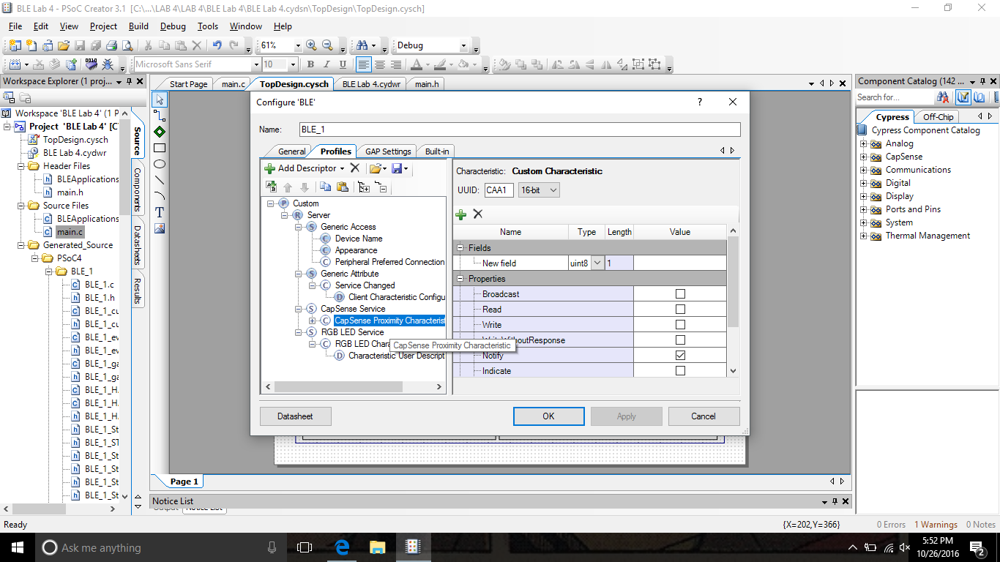 BLE Lab 4 - PSoC Creator 3.1 [C:\...\LAB 4\LAB 4\BLE Lab 4\BLE Lab 4.cydsn\TopDesign\TopDesign.cysch]
File Edit View Project Build Debug Tools Window Help
61% Debug
Microsoft Sans Serif 10 B I U
Workspace Explorer (1 proj...
Start Page main.c TopDesign.cysch BLE Lab 4.cydwr main.h
Component Catalog (142 ...
Search for...
Workspace 'BLE Lab 4' (1 P
Project 'BLE Lab 4' [C
TopDesign.cysch
BLE Lab 4.cydwr
Header Files
BLEApplications
main.h
Source Files
BLEApplications
main.c
Generated_Source
PSoC4
BLE_1
BLE_1.c
BLE_1.h
BLE_1_cu
BLE_1_cu
BLE_1_ev
BLE_1_ev
BLE_1_ga
BLE_1_ga
BLE_1_H.
BLE_1_H.
BLE_1_H.
BLE_1_St
BLE_1_ST
BLE_1_St
BLE_1_St
BLE_1_St
BLE_1_St
Source
Components
Datasheets
Results
T
Configure 'BLE'
?
Name: BLE_1
General Profiles GAP Settings Built-in
Add Descriptor
Custom
Server
Generic Access
Device Name
Appearance
Peripheral Preferred Connection
Generic Attribute
Service Changed
Client Characteristic Configu
CapSense Service
CapSense Proximity Characterist
RGB LED Service
RGB LED Chara
CapSense Proximity Characteristic
Characteristic User Descript
Characteristic: Custom Characteristic
UUID: CAA1 16-bit
Name Type Length Value
Fields
New field uint8 1
Properties
Broadcast
Read
Write
WriteWithoutResponse
Notify
Indicate
Datasheet OK Apply Cancel
Cypress Off-Chip
Cypress Component Catalog
Analog
CapSense
Communications
Digital
Display
Ports and Pins
System
Thermal Management
Page 1
Notice List
Output Notice List
Ready {X=202,Y=366} 0 Errors 1 Warnings 0 Notes
Ask me anything
5:52 PM
10/26/2016
2